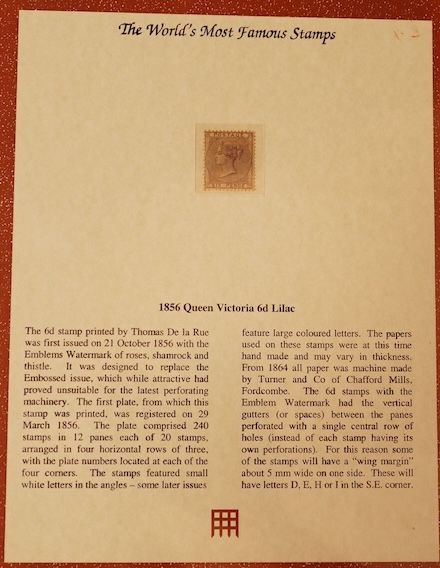 The World's Most Famous Stamps
POSTAGE
SIX PENCE
1856 Queen Victoria 6d Lilac
The 6d stamp printed by Thomas De la Rue
was first issued on 21 October 1856 with the
Emblems Watermark of roses, shamrock and
thistle. It was designed to replace the
Embossed issue, which while attractive had
proved unsuitable for the latest perforating
machinery. The first plate, from which this
stamp was printed, was registered on 29
March 1856. The plate comprised 240
stamps in 12 panes each of 20 stamps,
arranged in four horizontal rows of three,
with the plate numbers located at each of the
four corners. The stamps featured small
white letters in the angles – some later issues
feature large coloured letters. The papers
used on these stamps were at this time
hand made and may vary in thickness.
From 1864 all paper was machine made
by Turner and Co of Chafford Mills,
Fordcombe. The 6d stamps with the
Emblem Watermark had the vertical
gutters (or spaces) between the panes
perforated with a single central row of
holes (instead of each stamp having its
own perforations). For this reason some
of the stamps will have a "wing margin"
about 5 mm wide on one side. These will
have letters D, E, H or I in the S.E. corner.